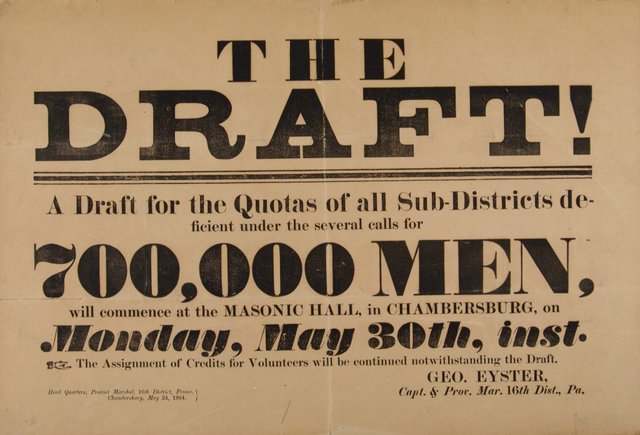 THE
DRAFT!
A Draft for the Quotas of all Sub-Districts de-
ficient under the several calls for
700,000 MEN,
will commence at the MASONIC HALL, in CHAMBERSBURG, on
Monday, May 30th, inst.
☞ The Assignment of Credits for Volunteers will be continued notwithstanding the Draft.
GEO. EYSTER,
Capt. & Prov. Mar. 16th Dist., Pa.
Head Quarters, Provost Marshal, 16th District, Penna.
Chambersburg, May 24, 1864.